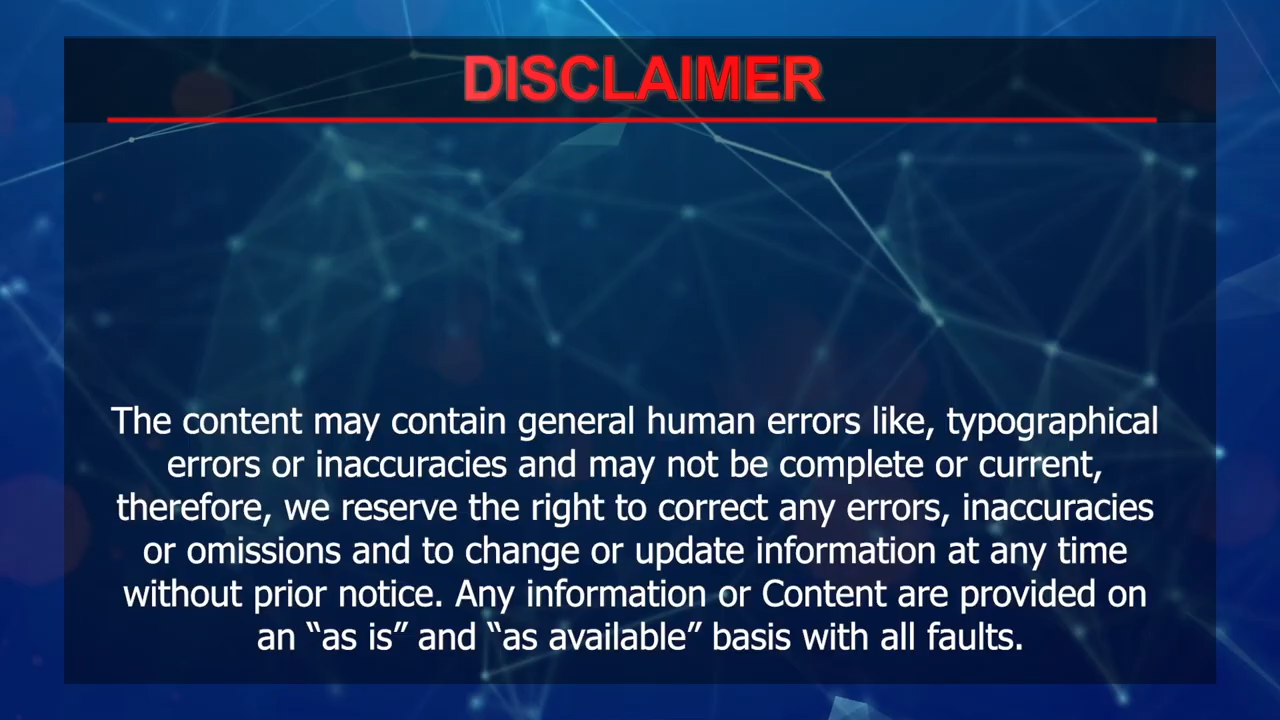 DISCLAIMER
The content may contain general human errors like, typographical
errors or inaccuracies and may not be complete or current,
therefore, we reserve the right to correct any errors, inaccuracies
or omissions and to change or update information at any time
without prior notice. Any information or Content are provided on
an “as is” and “as available” basis with all faults.